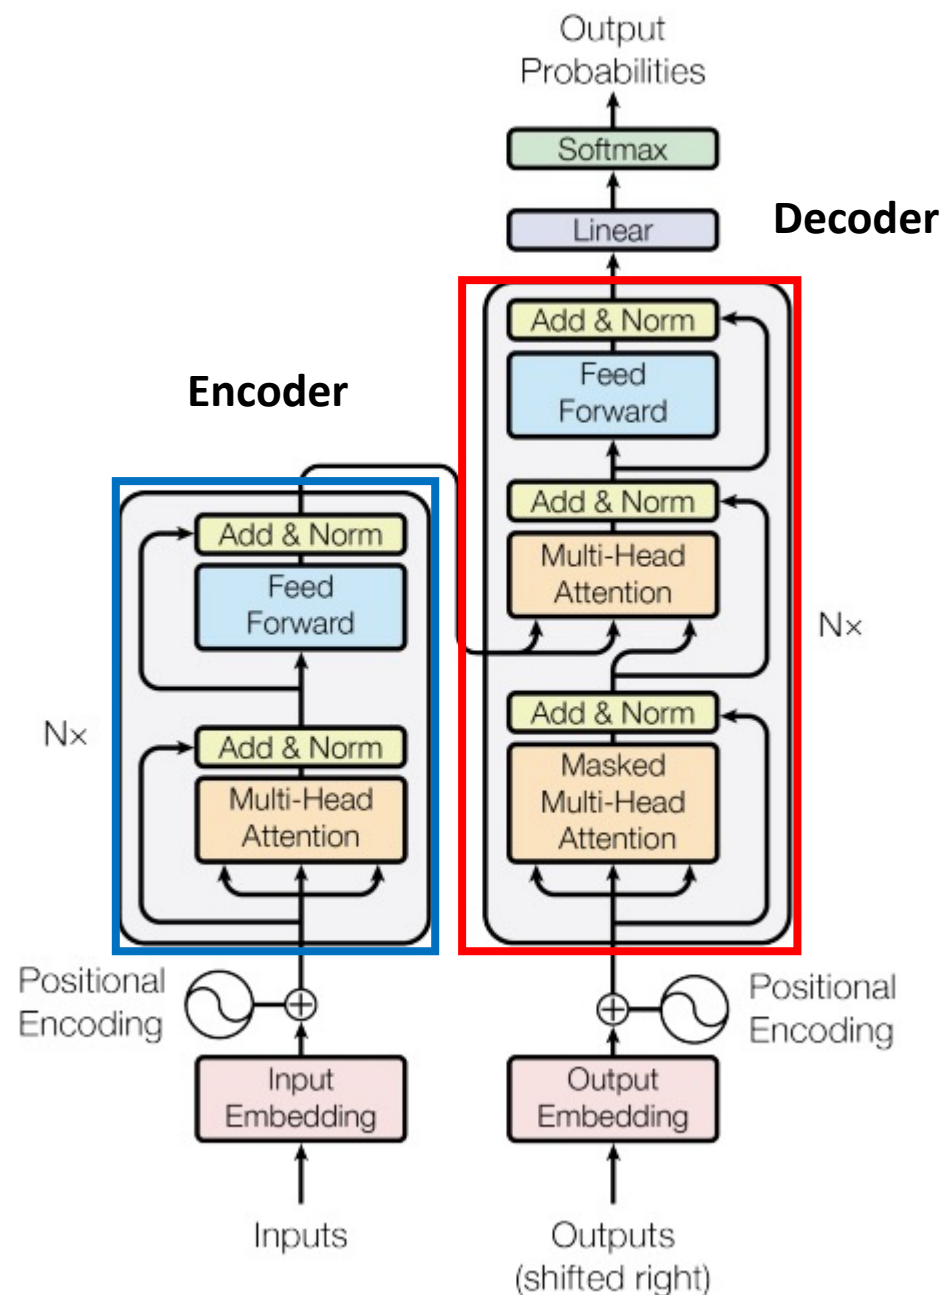 Output
Probabilities
Softmax
Linear
Decoder
Add & Norm
Feed
Forward
Add & Norm
Multi-Head
Attention
Nx
Add & Norm
Masked
Multi-Head
Attention
Encoder
Add & Norm
Feed
Forward
Nx
Add & Norm
Multi-Head
Attention
Positional
Encoding
Input
Embedding
Inputs
Positional
Encoding
Output
Embedding
Outputs
(shifted right)